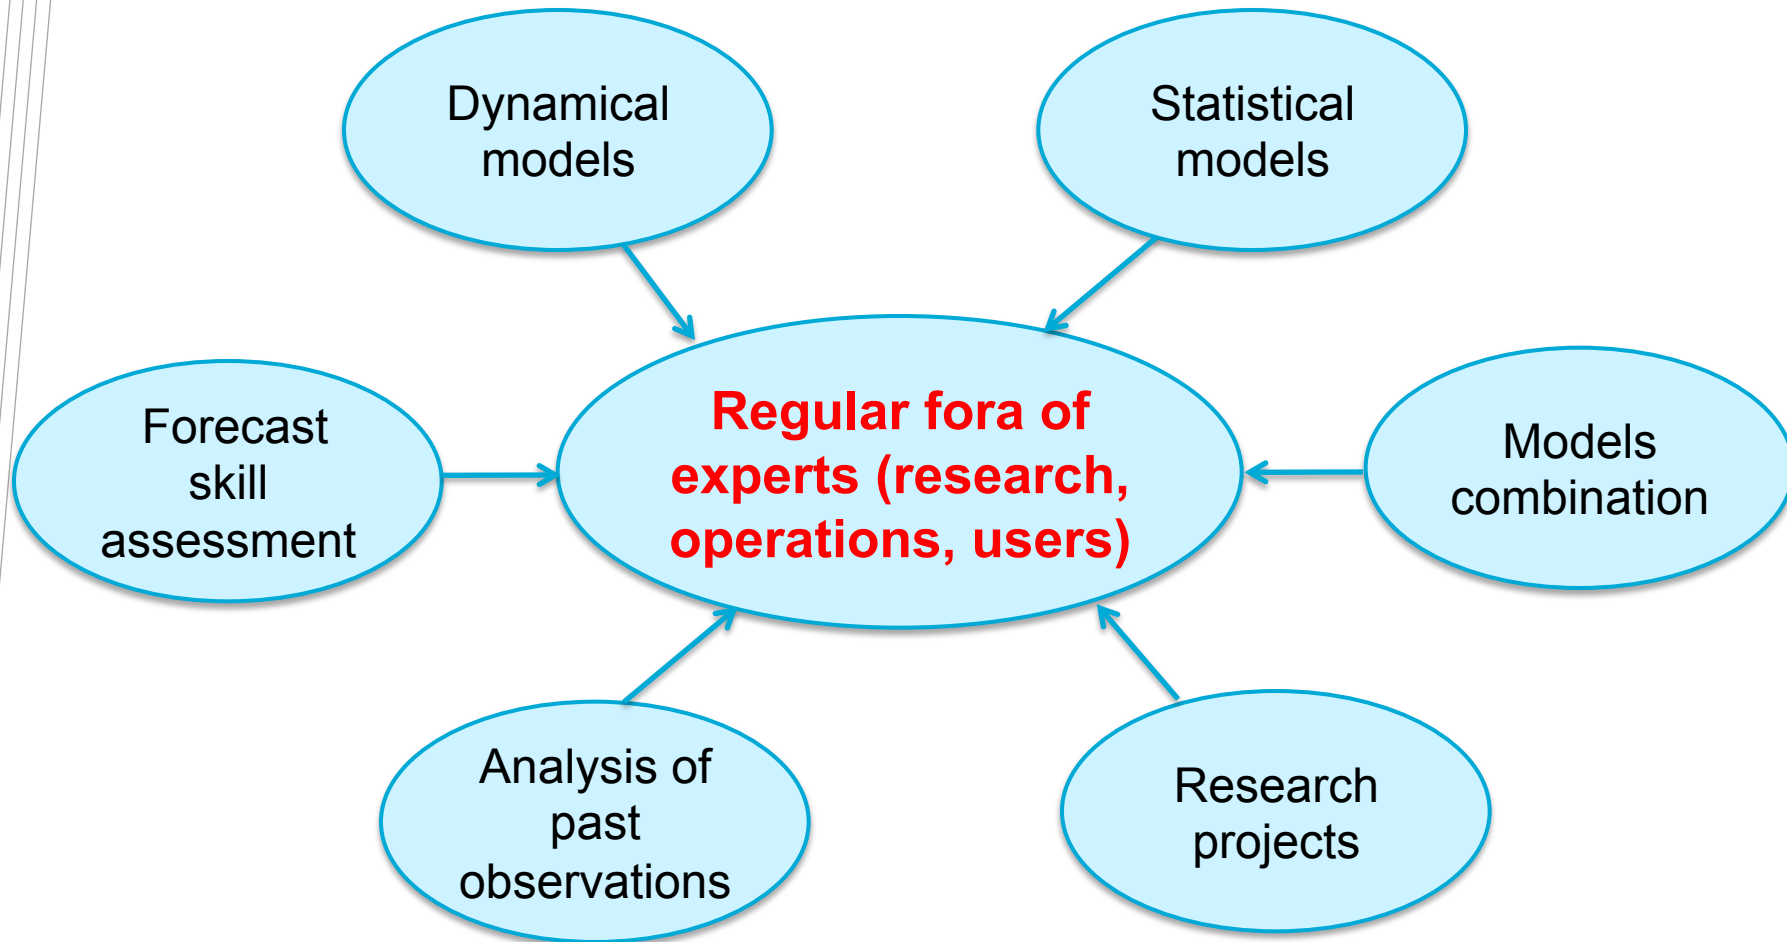 Dynamical
models
Statistical
models
Forecast
skill
assessment
Regular fora of
experts (research,
operations, users)
Models
combination
Analysis of
past
observations
Research
projects